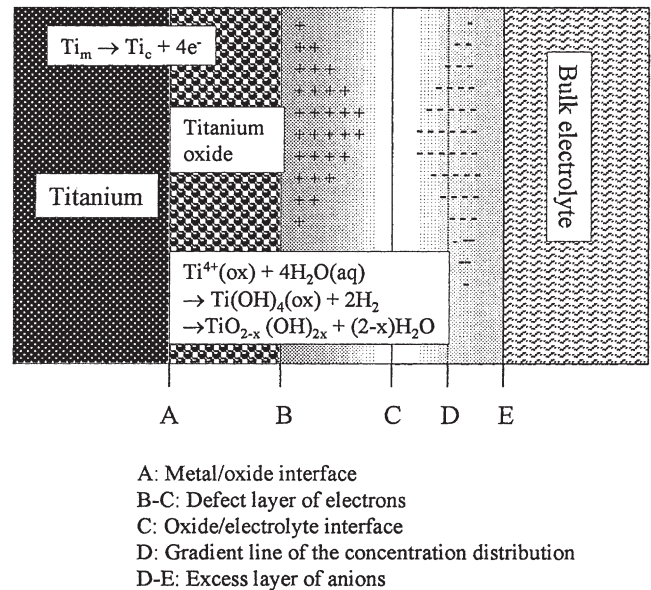 Ti_m → Ti_c + 4e⁻
Titanium
oxide
Titanium
Bulk electrolyte
Ti⁴⁺(ox) + 4H₂O(aq)
→ Ti(OH)₄(ox) + 2H₂
→TiO₂₋ₓ (OH)₂ₓ + (2-x)H₂O
A B C D E
A: Metal/oxide interface
B-C: Defect layer of electrons
C: Oxide/electrolyte interface
D: Gradient line of the concentration distribution
D-E: Excess layer of anions